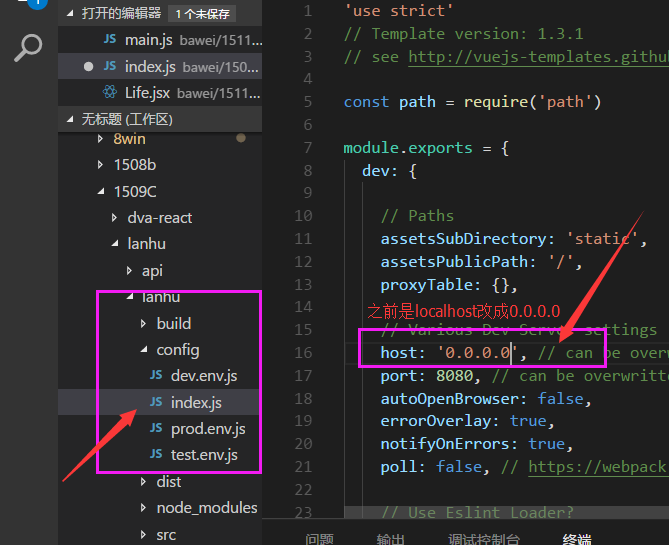 打开的编辑器 1 个未保存
JS main.js bawei/1511...
JS index.js bawei/150...
Life.jsx bawei/1511...
无标题 (工作区)
8win
1508b
1509C
dva-react
lanhu
api
lanhu
build
config
JS dev.env.js
JS index.js
JS prod.env.js
JS test.env.js
dist
node_modules
src
1 'use strict'
2 // Template version: 1.3.1
3 // see http://vuejs-templates.github
4
5 const path = require('path')
6
7 module.exports = {
8 dev: {
9
10 // Paths
11 assetsSubDirectory: 'static',
12 assetsPublicPath: '/',
13 proxyTable: {},
14 之前是localhost改成0.0.0.0
15 // Various Dev Server settings
16 host: '0.0.0.0', // can be overw
17 port: 8080, // can be overwritte
18 autoOpenBrowser: false,
19 errorOverlay: true,
20 notifyOnErrors: true,
21 poll: false, // https://webpack
22
23 // Use Eslint Loader?
问题 输出 调试控制台 终端